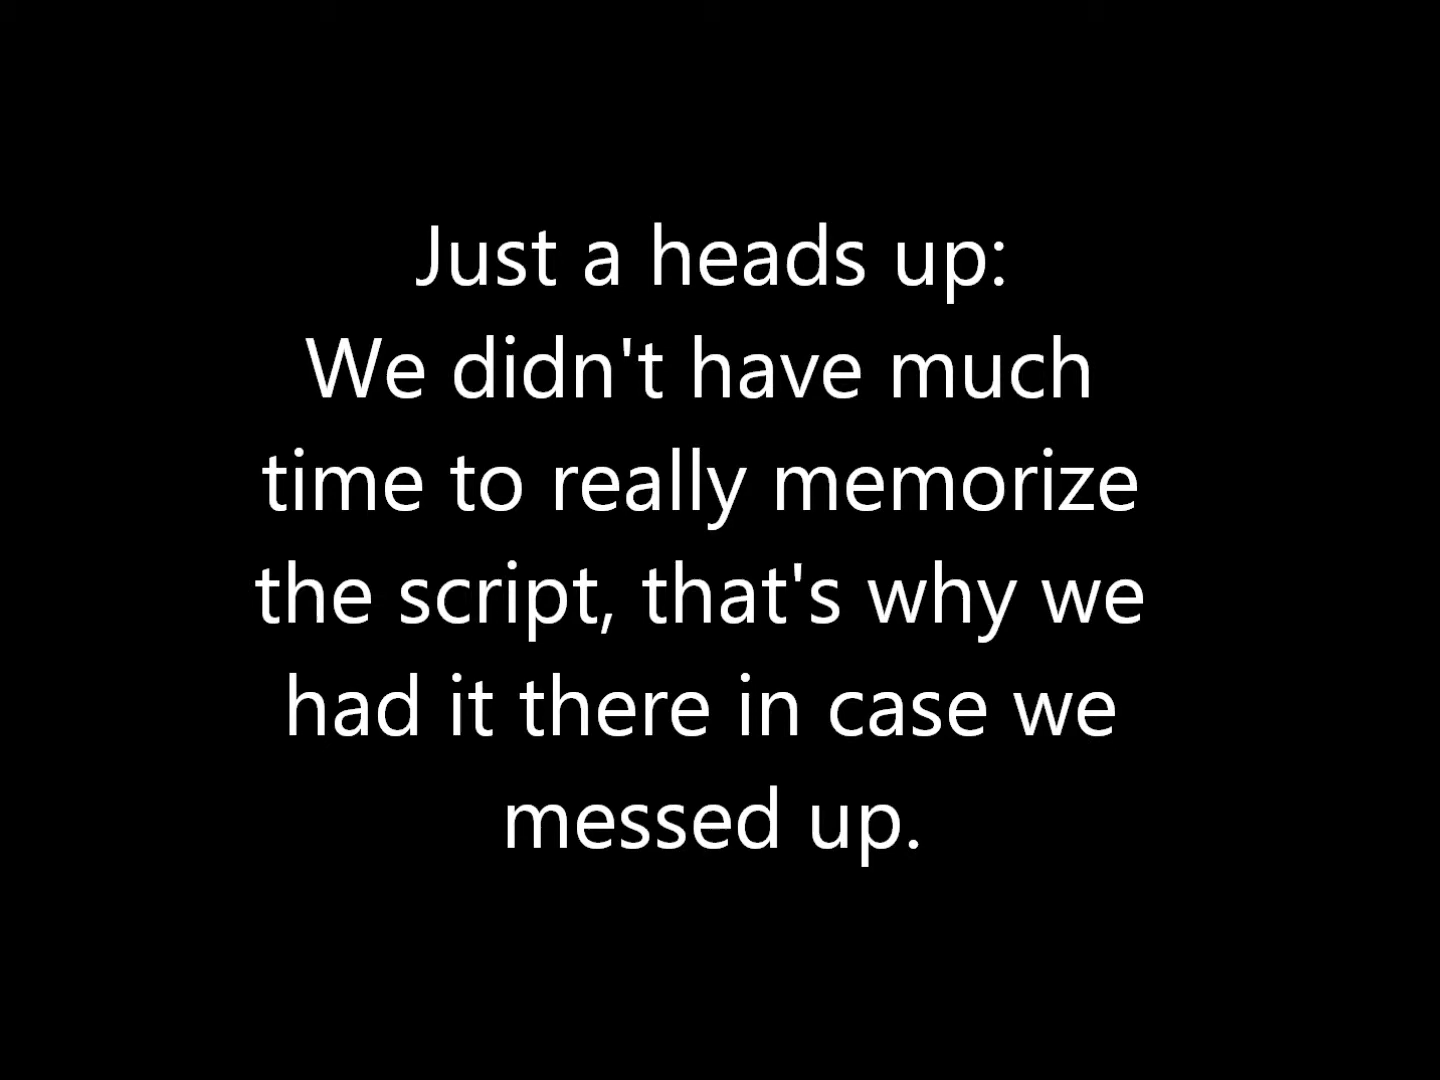 Just a heads up:
We didn't have much
time to really memorize
the script, that's why we
had it there in case we
messed up.